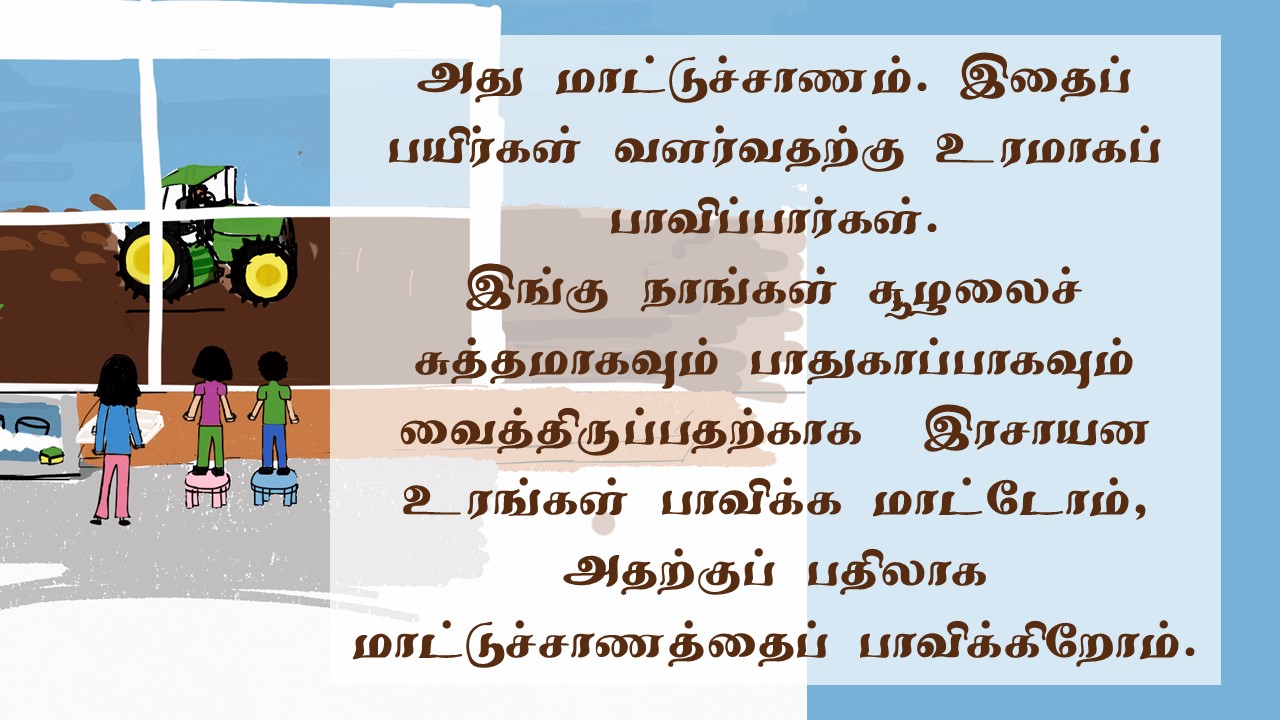 அது மாட்டுச்சாணம். இதைப்
பயிர்கள் வளர்வதற்கு உரமாகப்
பாவிப்பார்கள்.
இங்கு நாங்கள் சூழலைச்
சுத்தமாகவும் பாதுகாப்பாகவும்
வைத்திருப்பதற்காக இரசாயன
உரங்கள் பாவிக்க மாட்டோம்,
அதற்குப் பதிலாக
மாட்டுச்சாணத்தைப் பாவிக்கிறோம்.